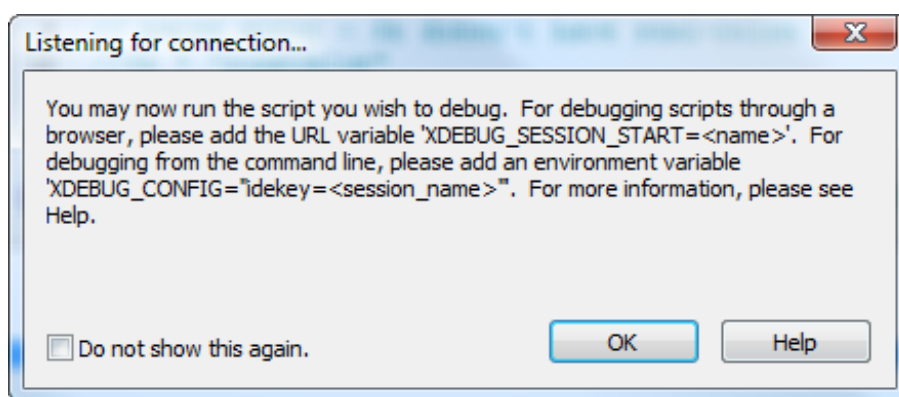 Listening for connection...
You may now run the script you wish to debug.  For debugging scripts through a
browser, please add the URL variable 'XDEBUG_SESSION_START=<name>'.  For
debugging from the command line, please add an environment variable
'XDEBUG_CONFIG="idekey=<session_name>"'.  For more information, please see
Help.
Do not show this again.
OK
Help